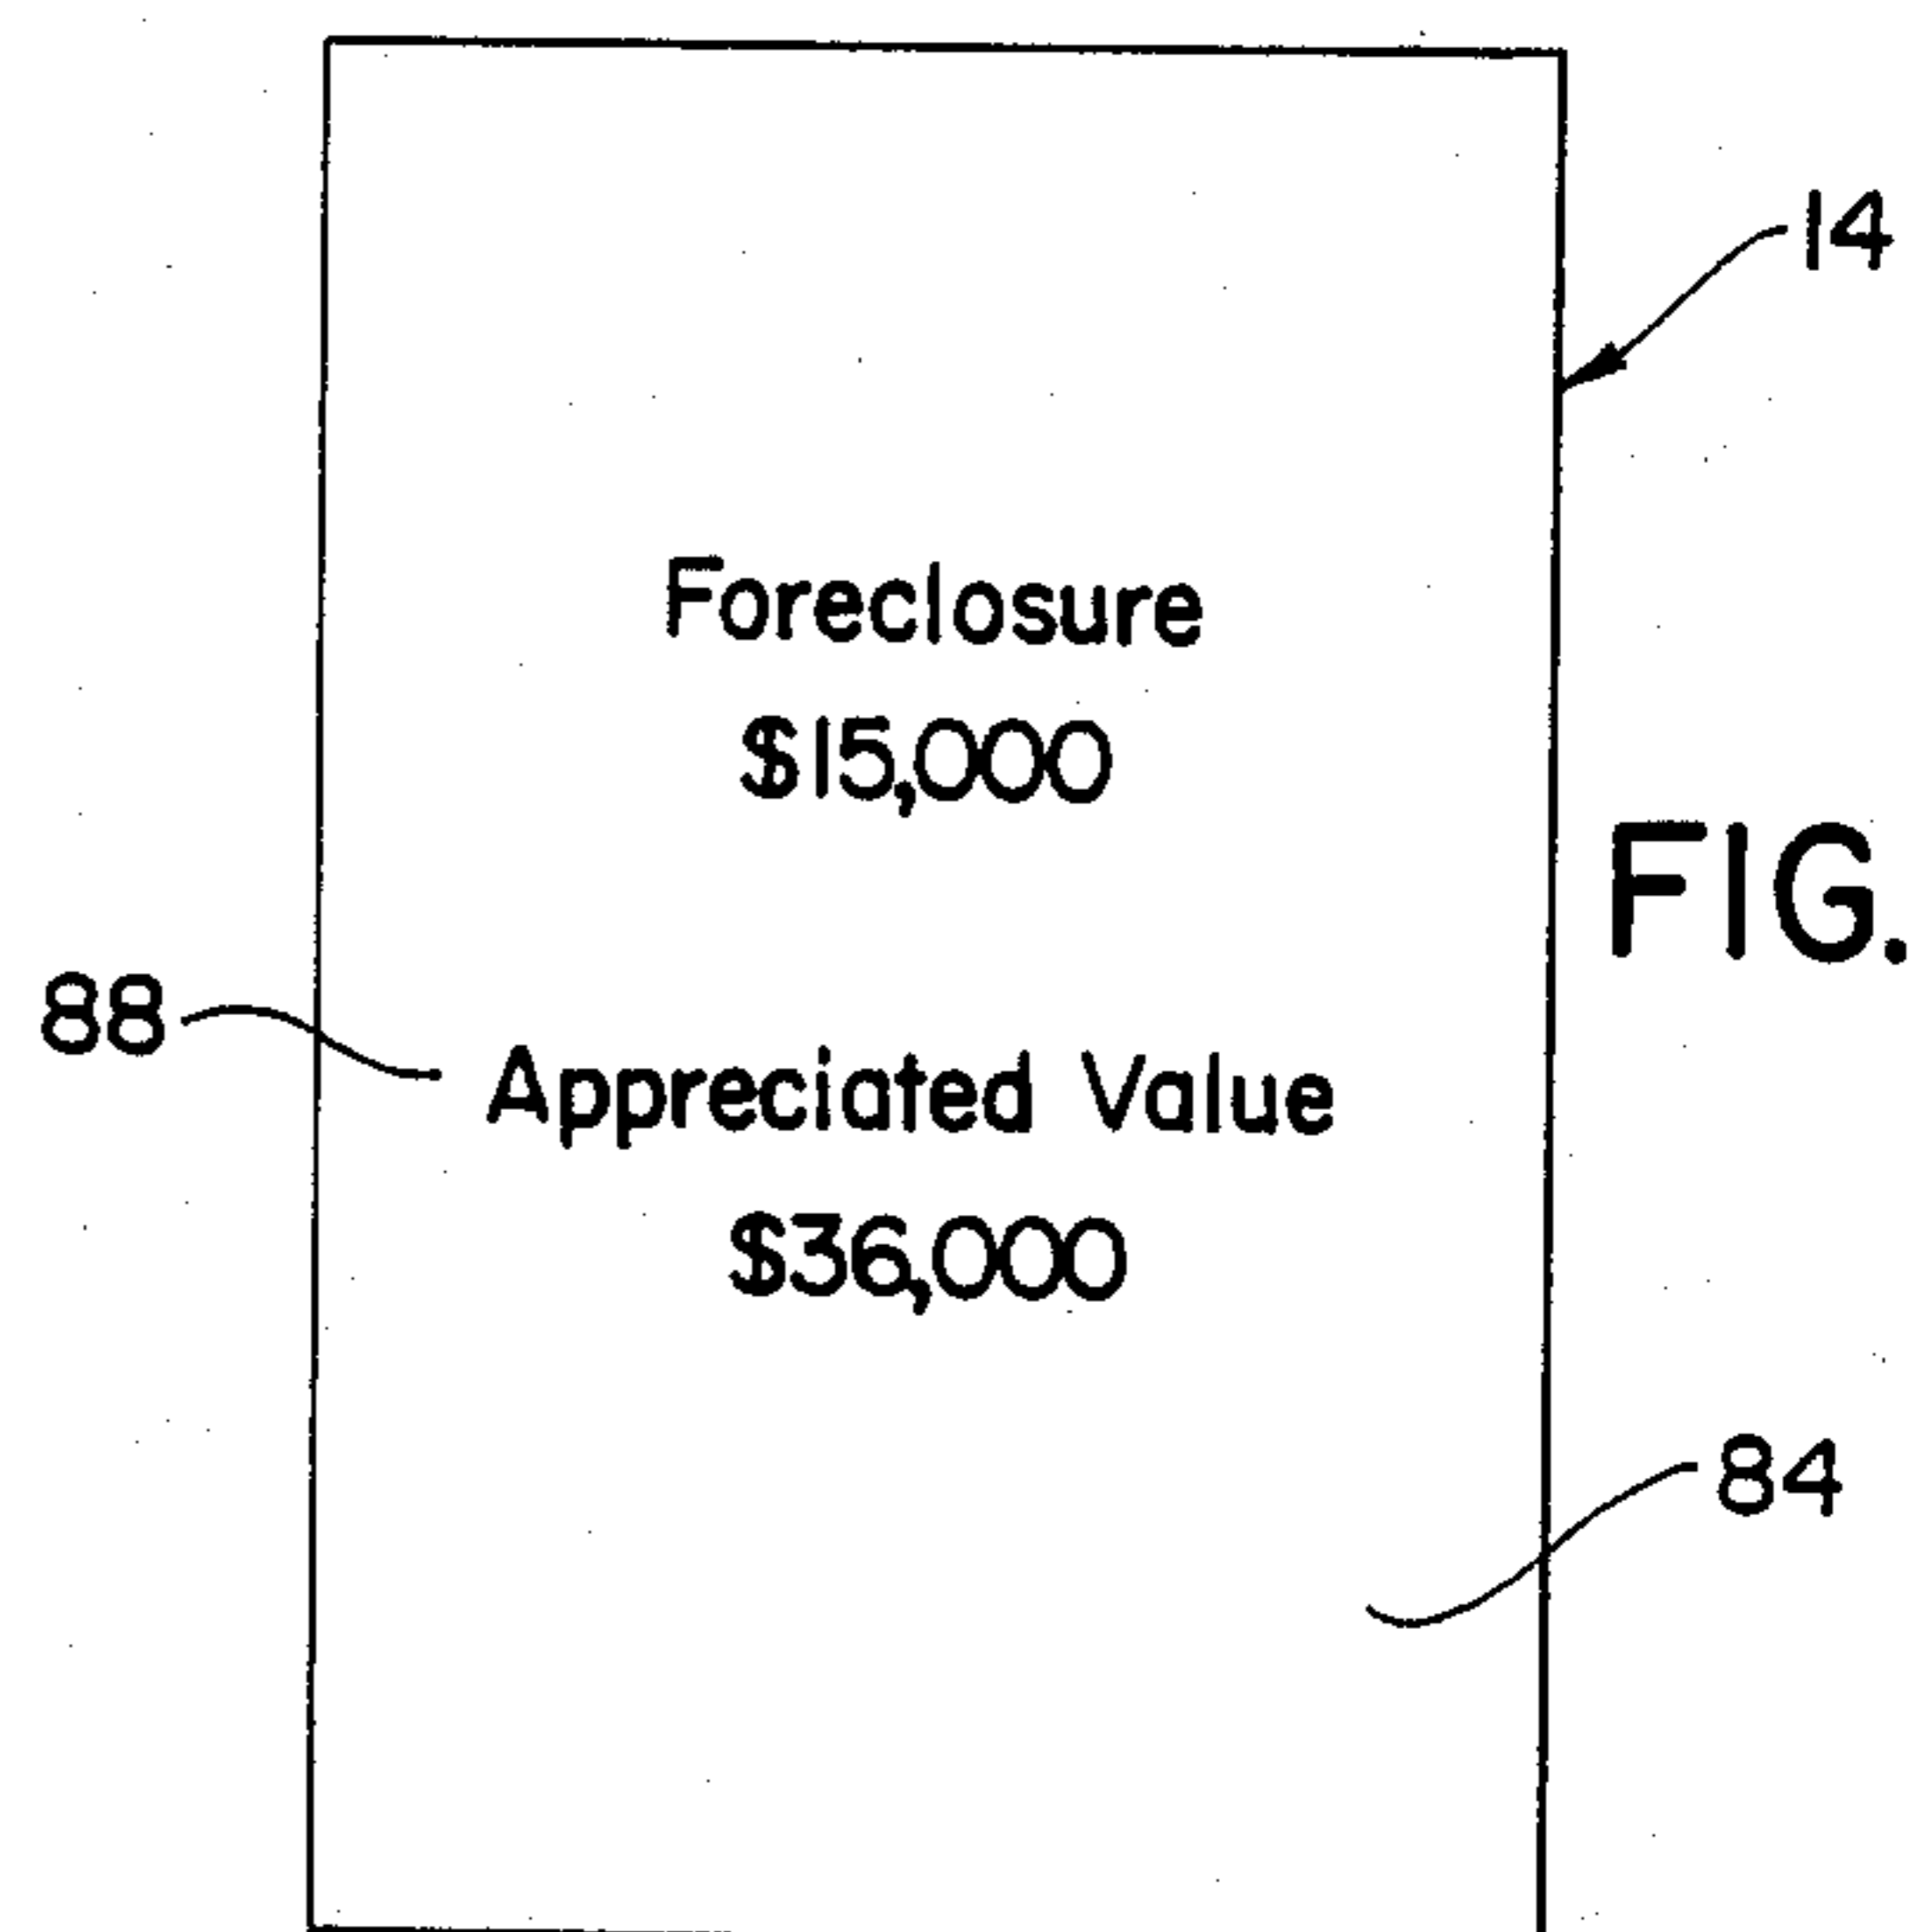 14
Foreclosure
$15,000
FIG.
88
Appreciated Value
$36,000
84